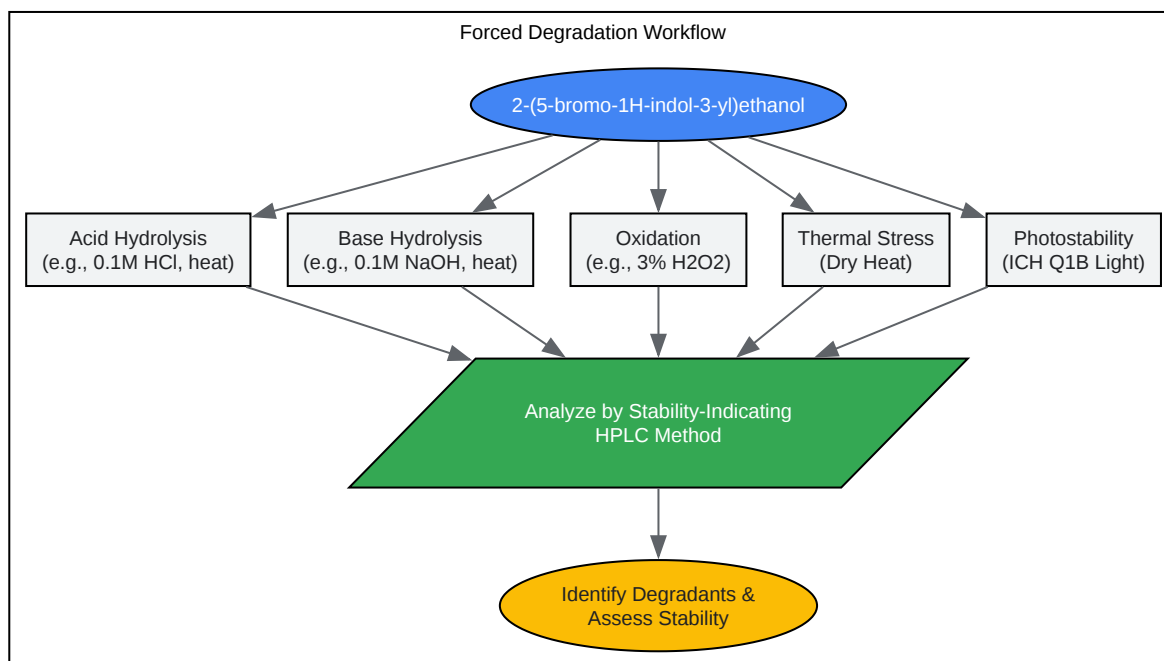 Forced Degradation Workflow
2-(5-bromo-1H-indol-3-yl)ethanol
Acid Hydrolysis
(e.g., 0.1M HCl, heat)
Base Hydrolysis
(e.g., 0.1M NaOH, heat)
Oxidation
(e.g., 3% H2O2)
Thermal Stress
(Dry Heat)
Photostability
(ICH Q1B Light)
Analyze by Stability-Indicating
HPLC Method
Identify Degradants &
Assess Stability